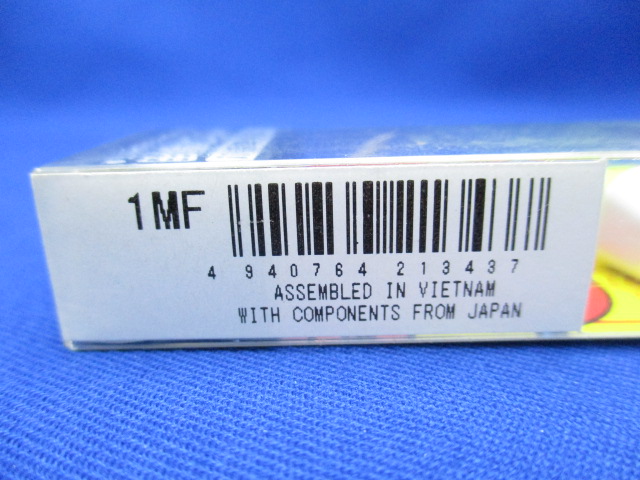 1MF
4 940764 213437
ASSEMBLED IN VIETNAM
WITH COMPONENTS FROM JAPAN